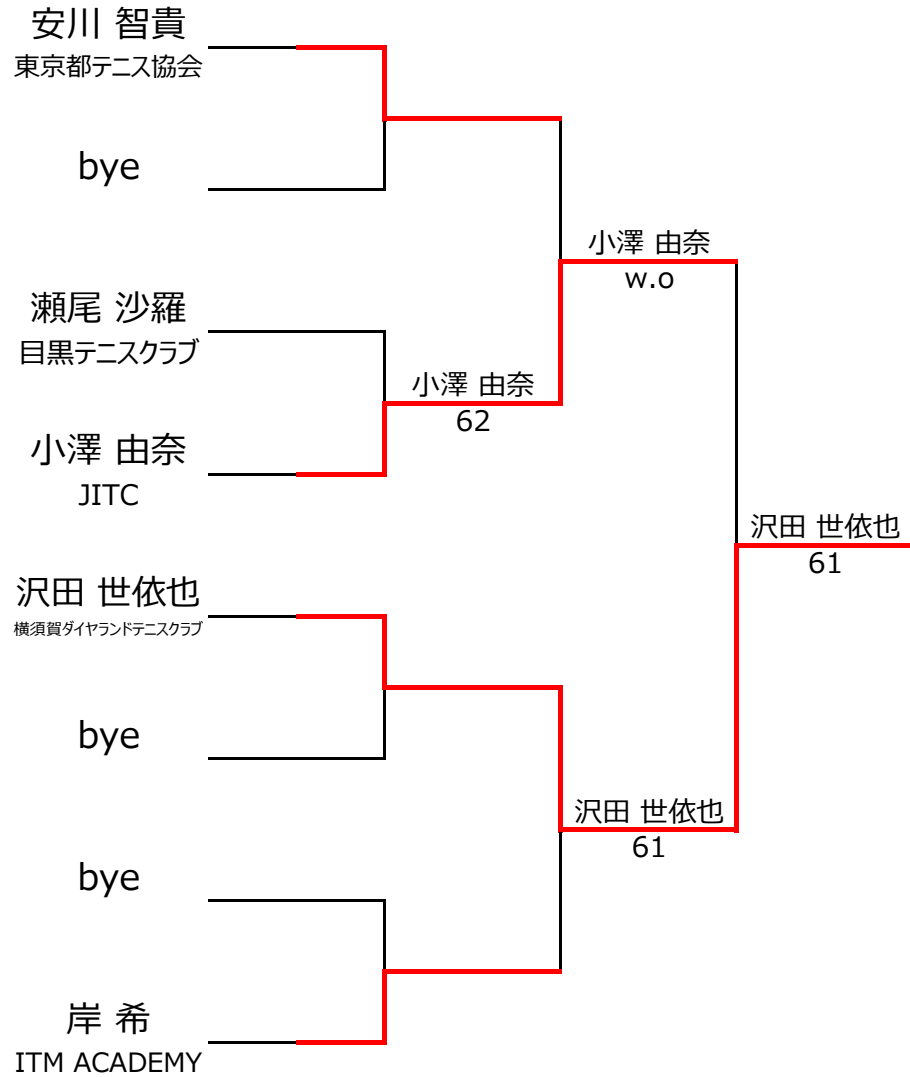 安川 智貴
東京都テニス協会
bye
瀬尾 沙羅
目黒テニスクラブ
小澤 由奈
JITC
沢田 世依也
横須賀ダイヤランドテニスクラブ
bye
bye
岸 希
ITM ACADEMY
小澤 由奈
62
小澤 由奈
w.o
沢田 世依也
61
沢田 世依也
61